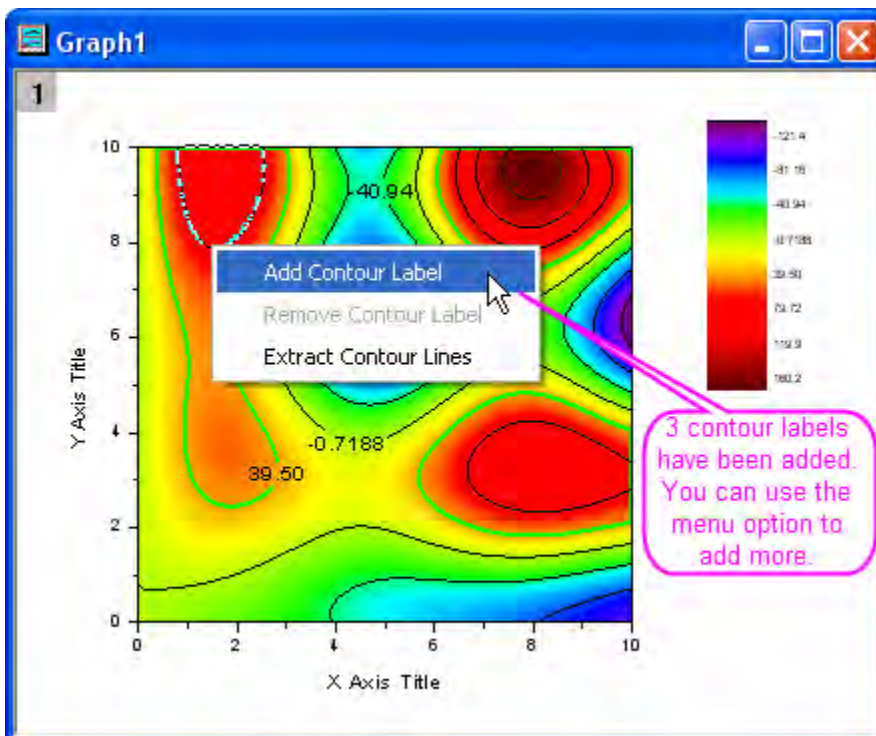 Graph1
1
10
8
6
4
2
0
0 2 4 6 8 10
Y Axis Title
X Axis Title
-40.94
-0.7188
39.50
Add Contour Label
Remove Contour Label
Extract Contour Lines
-121.4
-81.16
-40.94
-0.7188
39.50
79.72
119.9
160.2
3 contour labels
have been added.
You can use the
menu option to
add more.